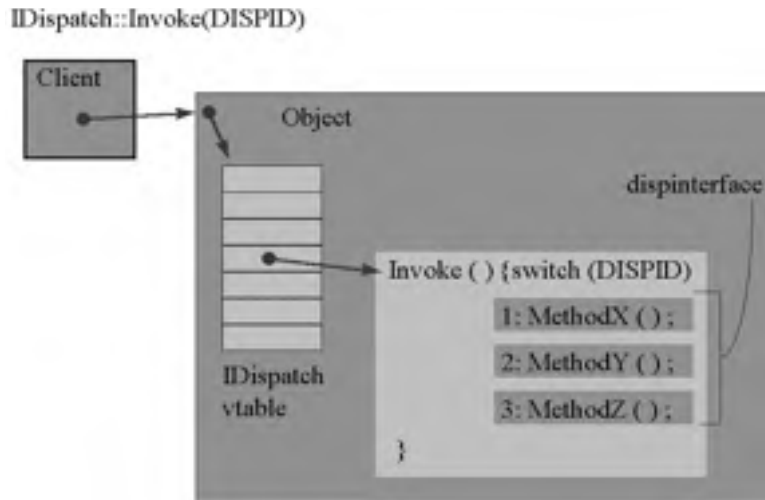 IDispatch::Invoke(DISPID)
Client
Object
dispinterface
Invoke ( ) {switch (DISPID)
1: MethodX ( ) ;
2: MethodY ( ) ;
3: MethodZ ( ) ;
}
IDispatch
vtable